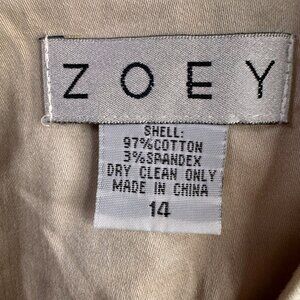 ZOEY
SHELL:
97%COTTON
3%SPANDEX
DRY CLEAN ONLY
MADE IN CHINA
14